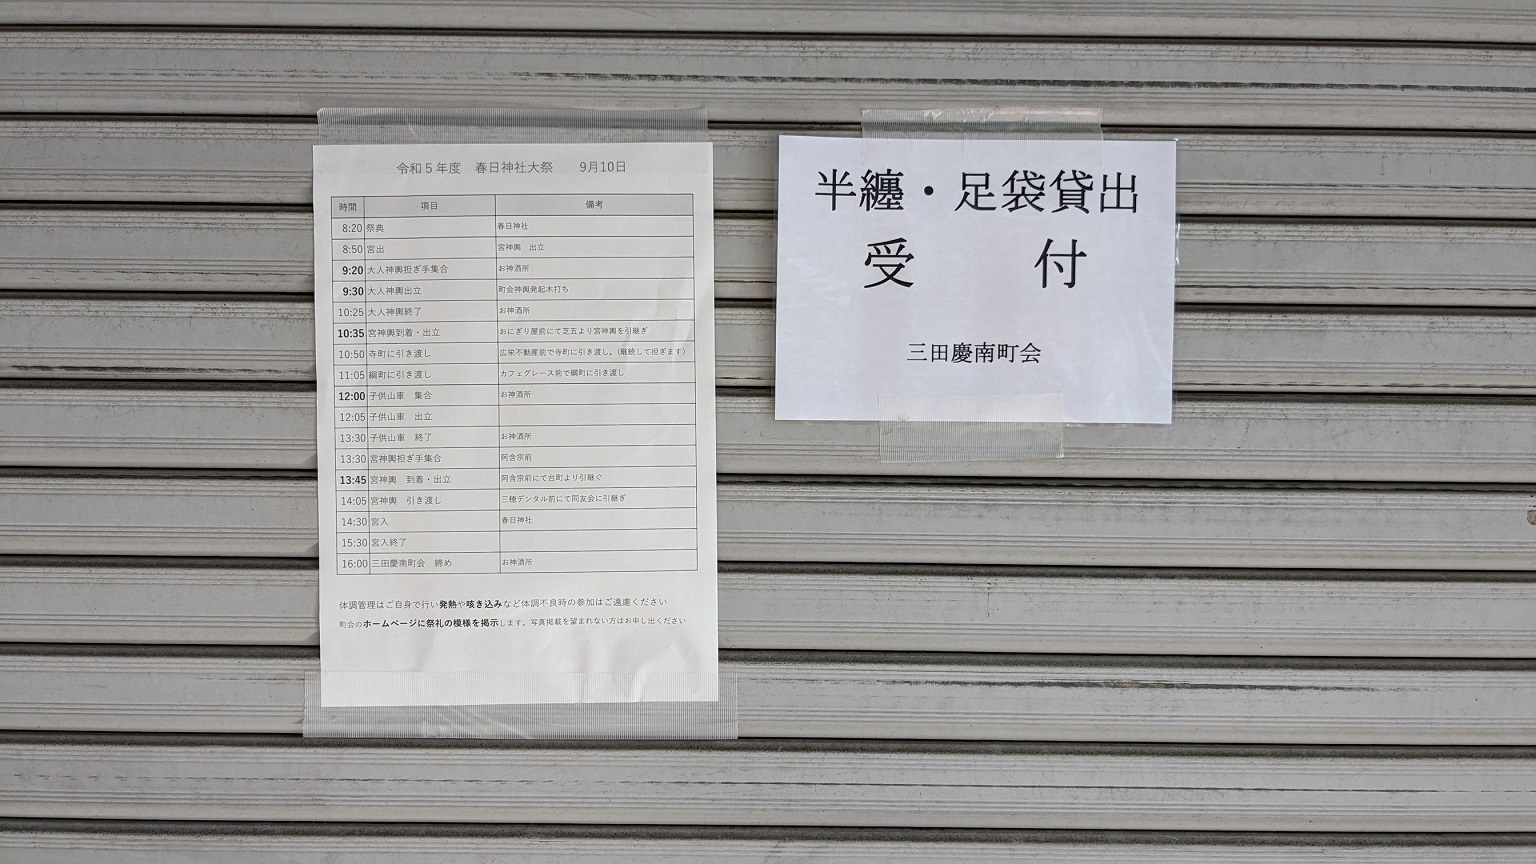 令和５年度　春日神社大祭　　9月10日
時間 項目 備考
8:20 祭典 春日神社
8:50 宮出 宮神輿　出立
9:20 大人神輿担ぎ手集合 お神酒所
9:30 大人神輿出立 町会神輿発起木打ち
10:25 大人神輿終了 お神酒所
10:35 宮神輿到着・出立 おにぎり屋前にて芝五より宮神輿を引継ぎ
10:50 寺町に引き渡し 広栄不動産前で寺町に引き渡し。（継続して担ぎます）
11:05 綱町に引き渡し カフェグレース前で綱町に引き渡し
12:00 子供山車　集合 お神酒所
12:05 子供山車　出立
13:30 子供山車　終了 お神酒所
13:30 宮神輿担ぎ手集合 阿含宗前
13:45 宮神輿　到着・出立 阿含宗前にて台町より引継ぐ
14:05 宮神輿　引き渡し 三穂デンタル前にて同友会に引継ぎ
14:30 宮入 春日神社
15:30 宮入終了
16:00 三田慶南町会　締め お神酒所
体調管理はご自身で行い発熱や咳き込みなど体調不良時の参加はご遠慮ください
町会のホームページに祭礼の模様を掲示します。写真掲載を望まれない方はお申し出ください
半纏・足袋貸出
受　　付
三田慶南町会